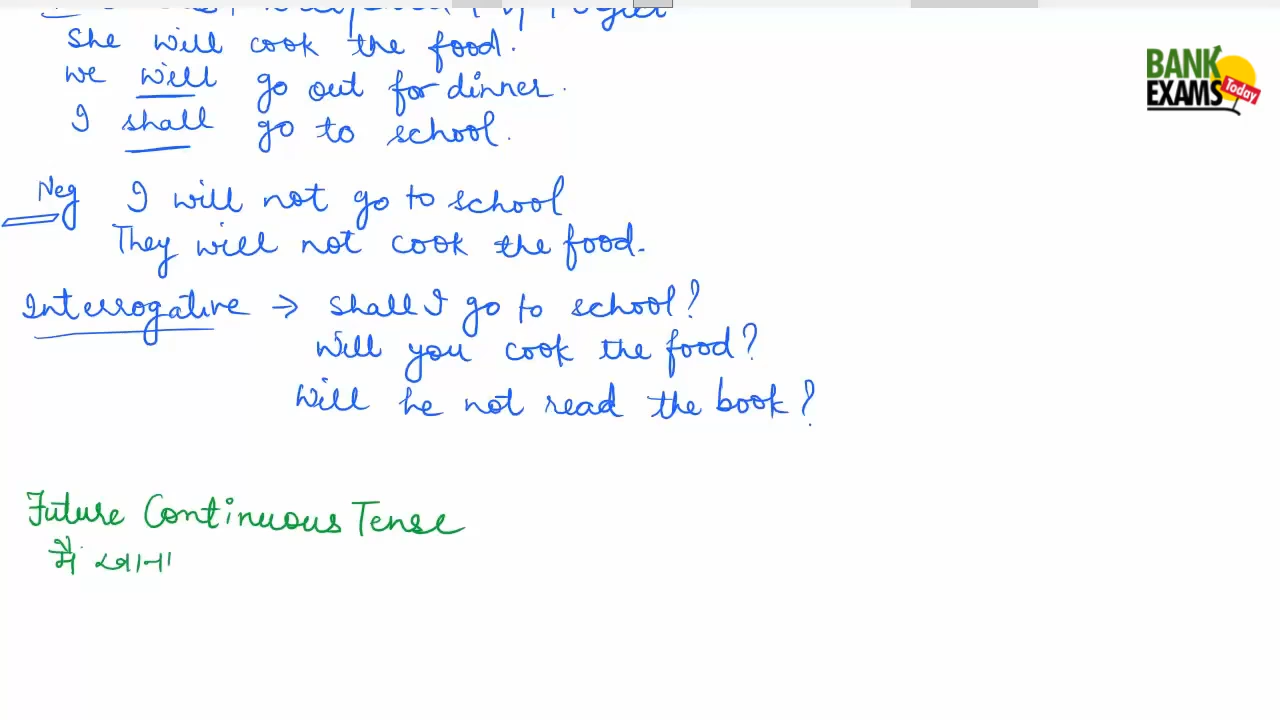 She will cook the food.
we will go out for dinner.
I shall go to school.
Neg I will not go to school
They will not cook the food.
Interrogative → Shall I go to school?
Will you cook the food?
Will he not read the book?
Future Continuous Tense
मैं खाना
BANK
EXAMS Today